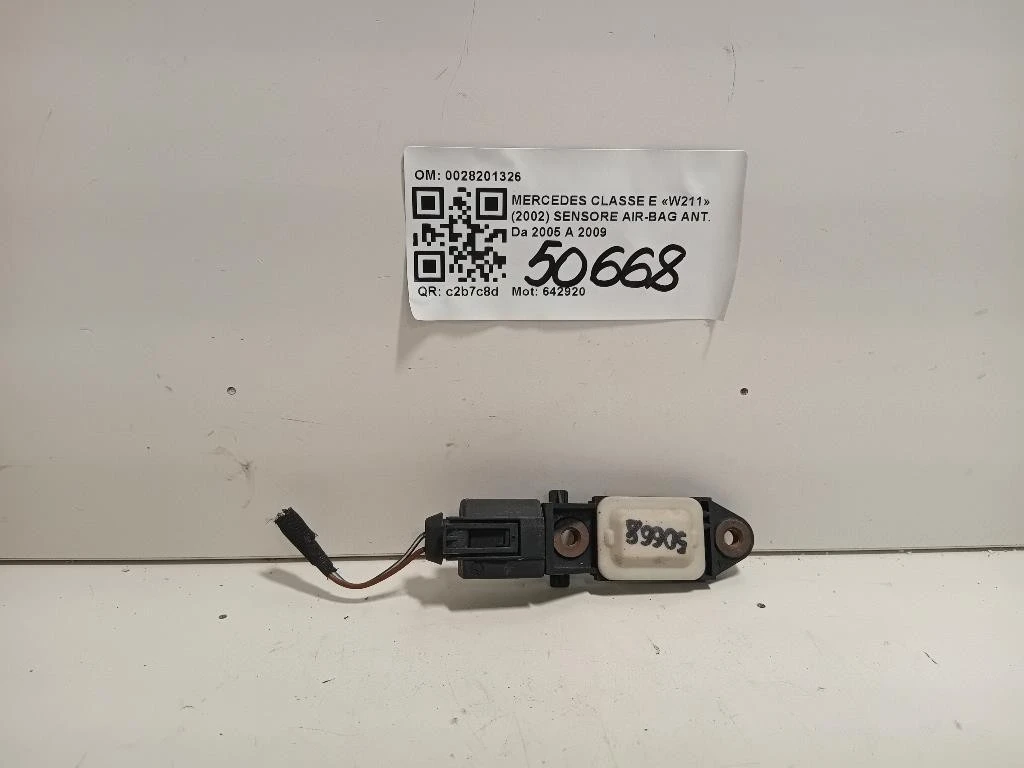 OM: 0028201326
MERCEDES CLASSE E «W211»
(2002) SENSORE AIR-BAG ANT.
Da 2005 A 2009
50668
QR: c2b7c8d Mot: 642920
50668